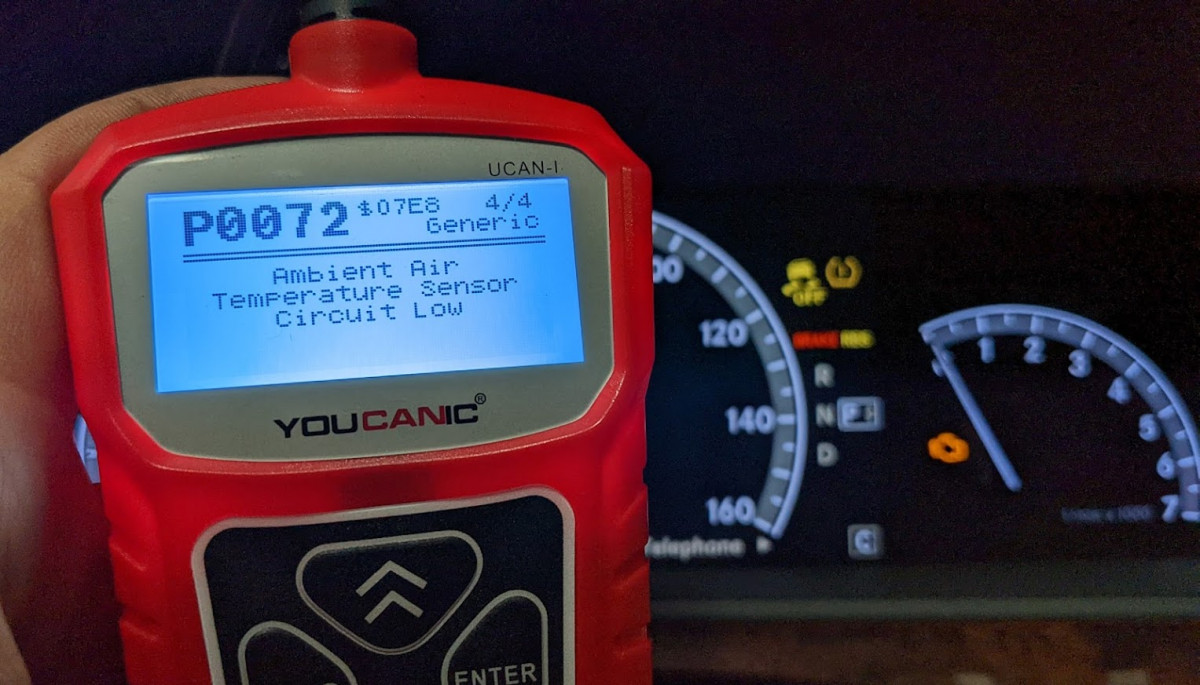 UCAN-I
P0072 $07E8 4/4
Generic
Ambient Air
Temperature Sensor
Circuit Low
YOUCANIC®
ENTER
120
140
160
OFF
BRAKE
R
N P
D
C
Telephone
1 2 3 4 5 6 7